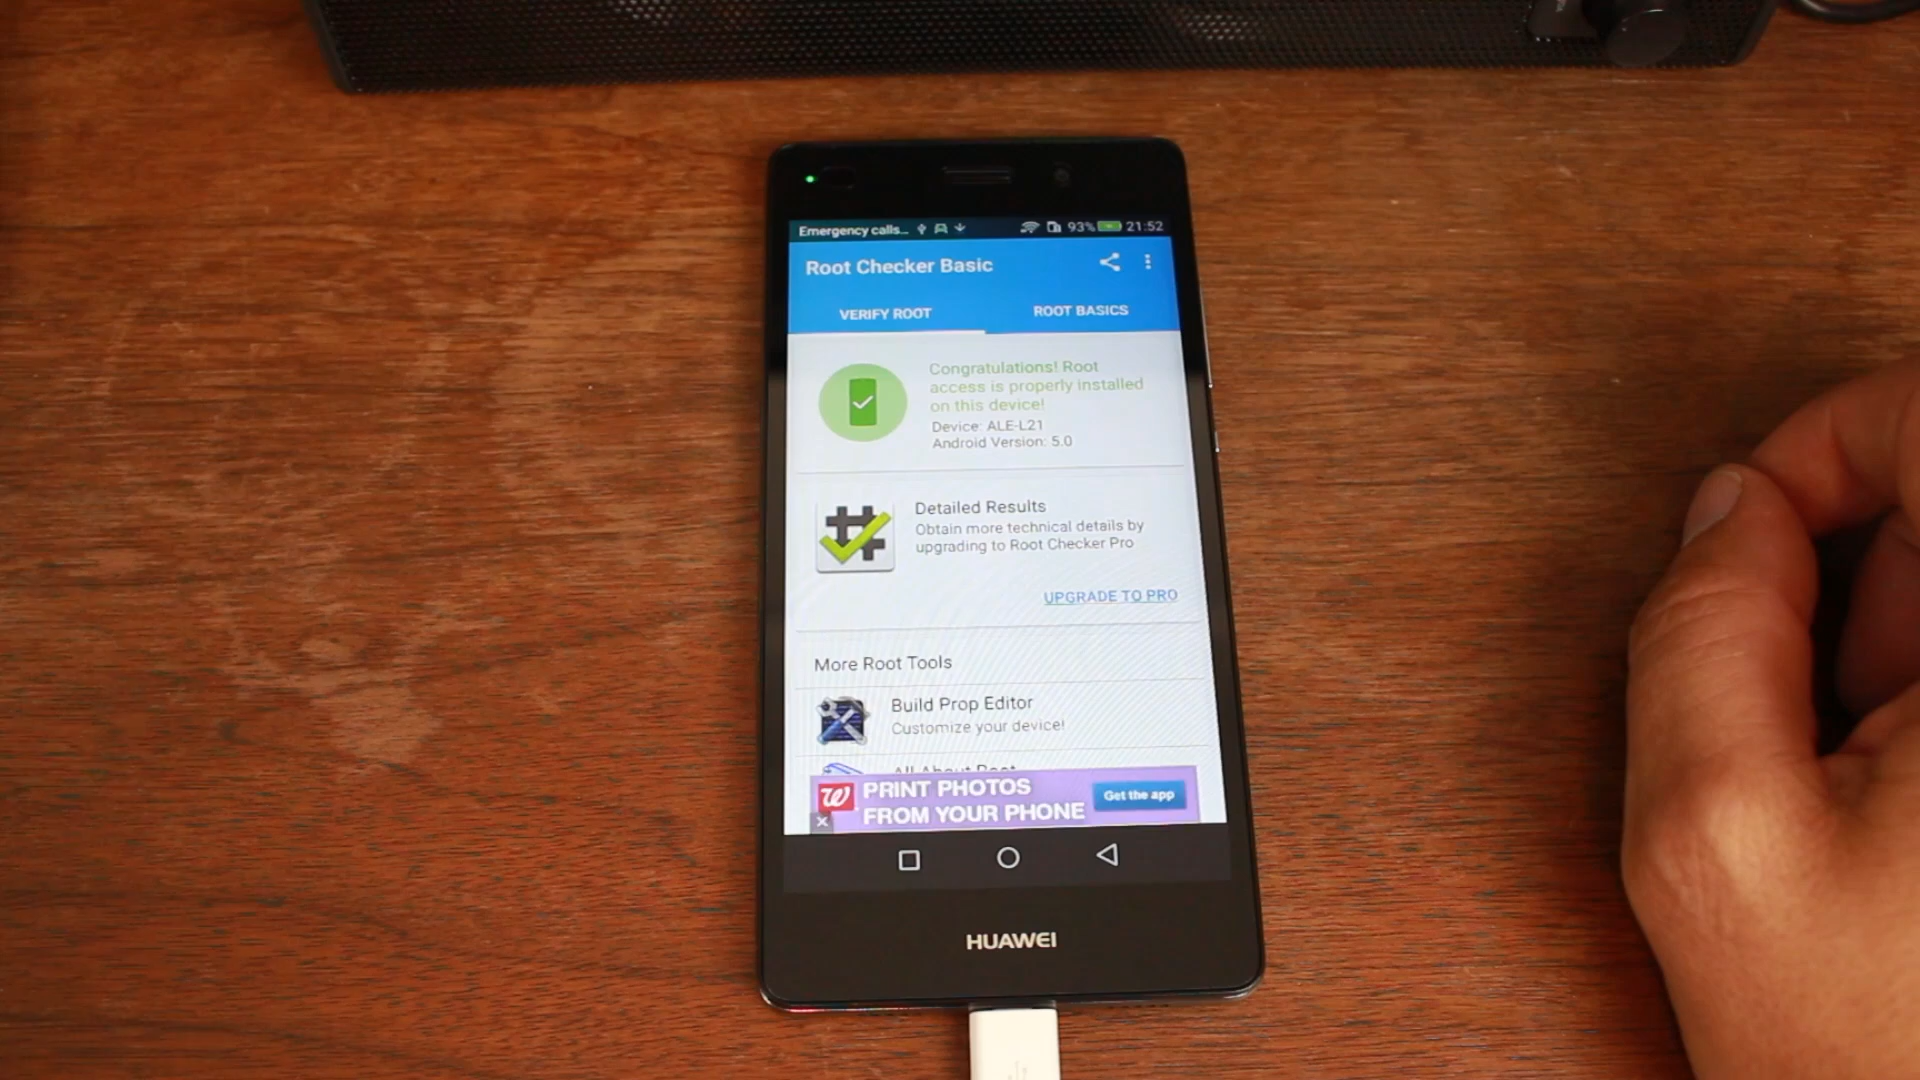 Emergency calls... 93% 21:52
Root Checker Basic
VERIFY ROOT ROOT BASICS
Congratulations! Root
access is properly installed
on this device!
Device: ALE-L21
Android Version: 5.0
Detailed Results
Obtain more technical details by
upgrading to Root Checker Pro
UPGRADE TO PRO
More Root Tools
Build Prop Editor
Customize your device!
All About Root
W PRINT PHOTOS
FROM YOUR PHONE
Get the app
HUAWEI